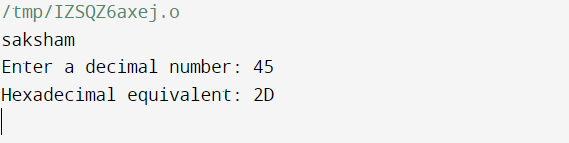 /tmp/IZSQZ6axej.o
saksham
Enter a decimal number: 45
Hexadecimal equivalent: 2D